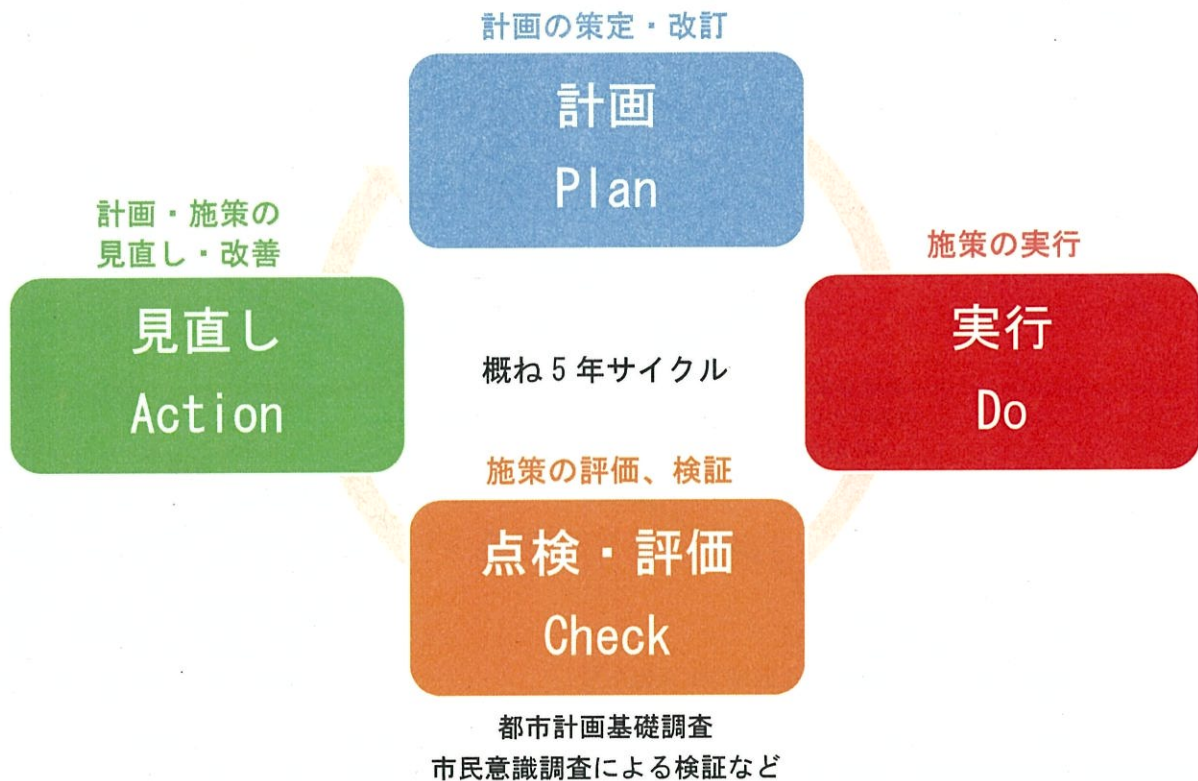 計画の策定・改訂
計画
Plan
計画・施策の
見直し・改善
見直し
Action
施策の実行
実行
Do
概ね5年サイクル
施策の評価、検証
点検・評価
Check
都市計画基礎調査
市民意識調査による検証など